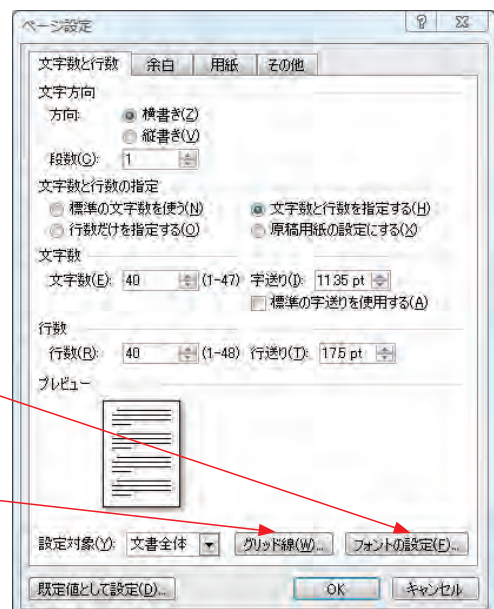 ページ設定
文字数と行数 余白 用紙 その他
文字方向
方向: 横書き(Z)
縦書き(V)
段数(C): 1
文字数と行数の指定
標準の文字数を使う(N) 文字数と行数を指定する(H)
行数だけを指定する(O) 原稿用紙の設定にする(X)
文字数
文字数(E): 40 (1-47) 字送り(I): 11.35 pt
標準の字送りを使用する(A)
行数
行数(R): 40 (1-48) 行送り(T): 17.5 pt
プレビュー
設定対象(Y): 文書全体 グリッド線(W)... フォントの設定(F)...
既定値として設定(D)... OK キャンセル